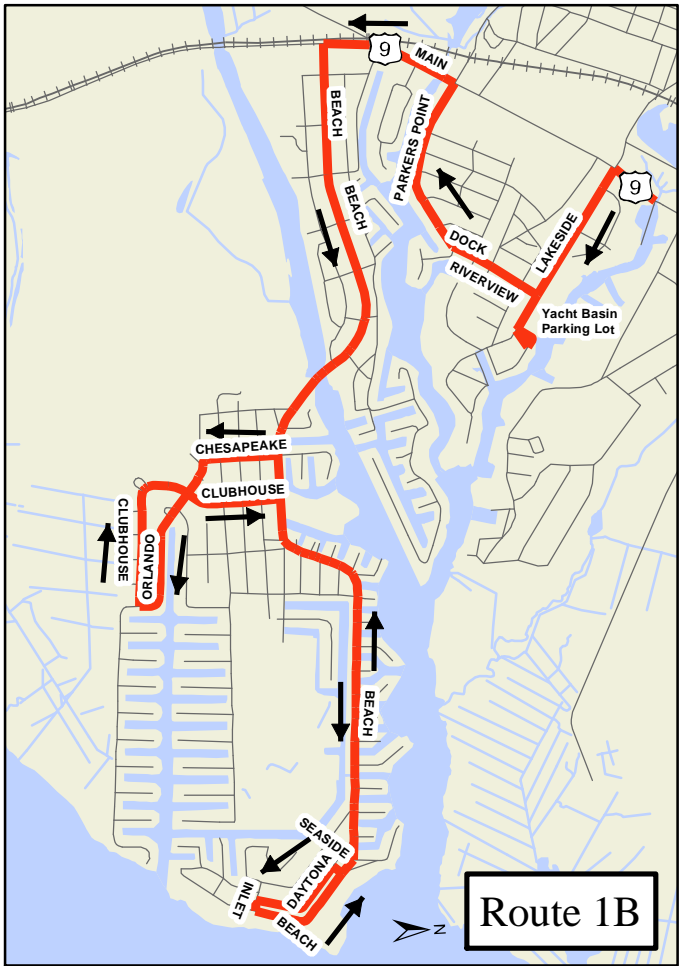 9
MAIN
BEACH
PARKERS POINT
BEACH
9
LAKESIDE
DOCK
RIVERVIEW
Yacht Basin
Parking Lot
CHESAPEAKE
CLUBHOUSE
CLUBHOUSE
ORLANDO
BEACH
SEASIDE
DAYTONA
INLET
BEACH
N
Route 1B